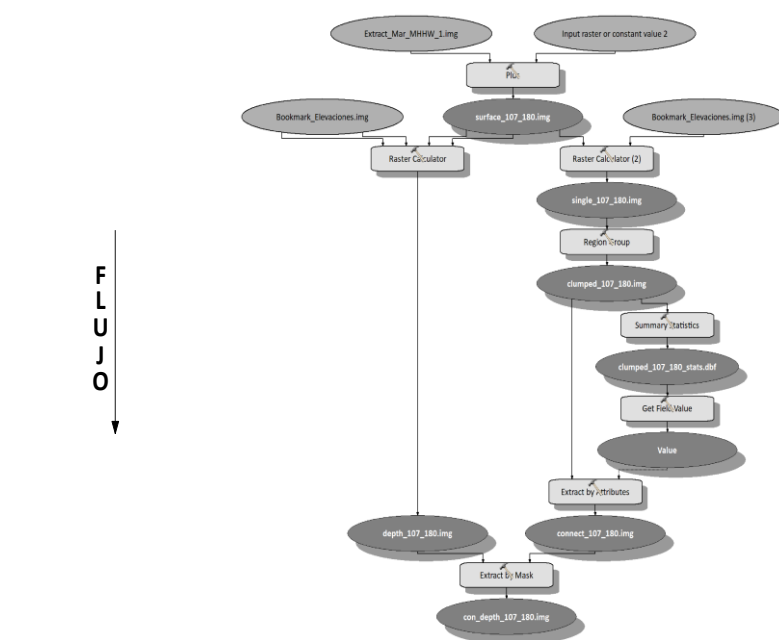 Extract_Mar_MHHW_1.img
Input raster or constant value 2
Plus
Bookmark_Elevaciones.img
surface_107_180.img
Bookmark_Elevaciones.img (3)
Raster Calculator
Raster Calculator (2)
single_107_180.img
Region Group
FLUJO
clumped_107_180.img
Summary Statistics
clumped_107_180_stats.dbf
Get Field Value
Value
Extract by Attributes
depth_107_180.img
connect_107_180.img
Extract by Mask
con_depth_107_180.img